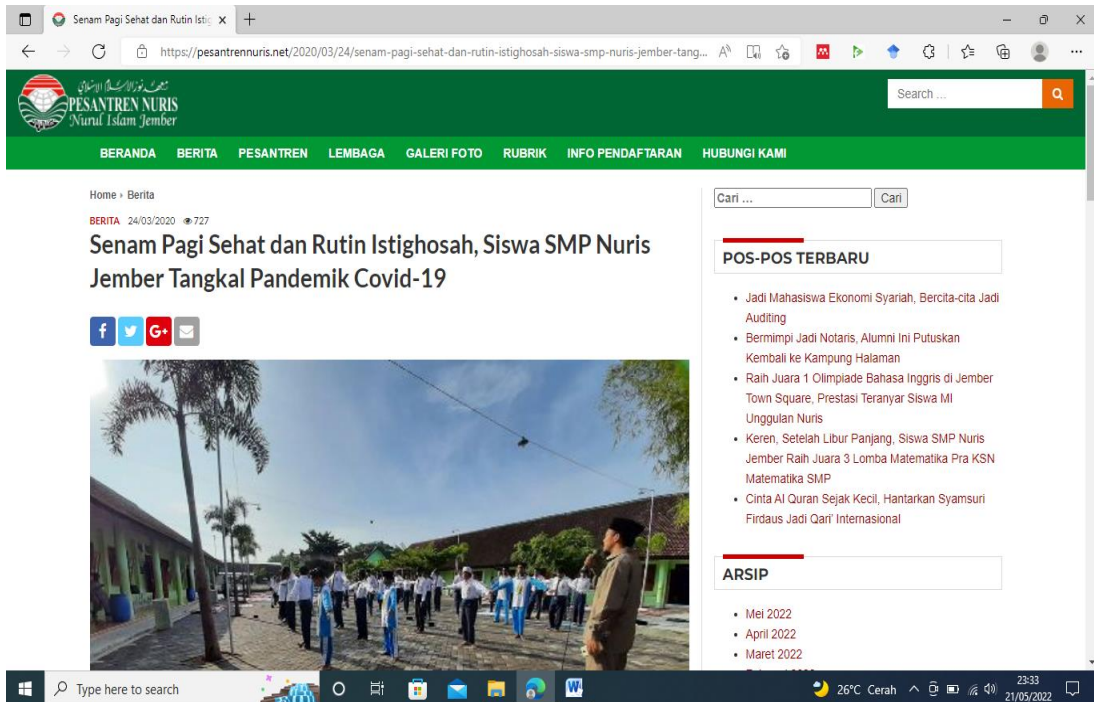 Senam Pagi Sehat dan Rutin Istig
https://pesantrennuris.net/2020/03/24/senam-pagi-sehat-dan-rutin-istighosah-siswa-smp-nuris-jember-tang...
PESANTREN NURIS
Nurul Islam Jember
Search ...
BERANDA BERITA PESANTREN LEMBAGA GALERI FOTO RUBRIK INFO PENDAFTARAN HUBUNGI KAMI
Home › Berita
BERITA 24/03/2020 727
Senam Pagi Sehat dan Rutin Istighosah, Siswa SMP Nuris
Jember Tangkal Pandemik Covid-19
f G+
Cari ... Cari
POS-POS TERBARU
• Jadi Mahasiswa Ekonomi Syariah, Bercita-cita Jadi
Auditing
• Bermimpi Jadi Notaris, Alumni Ini Putuskan
Kembali ke Kampung Halaman
• Raih Juara 1 Olimpiade Bahasa Inggris di Jember
Town Square, Prestasi Teranyar Siswa MI
Unggulan Nuris
• Keren, Setelah Libur Panjang, Siswa SMP Nuris
Jember Raih Juara 3 Lomba Matematika Pra KSN
Matematika SMP
• Cinta Al Quran Sejak Kecil, Hantarkan Syamsuri
Firdaus Jadi Qari' Internasional
ARSIP
• Mei 2022
• April 2022
• Maret 2022
Type here to search
26°C Cerah
23:33
21/05/2022